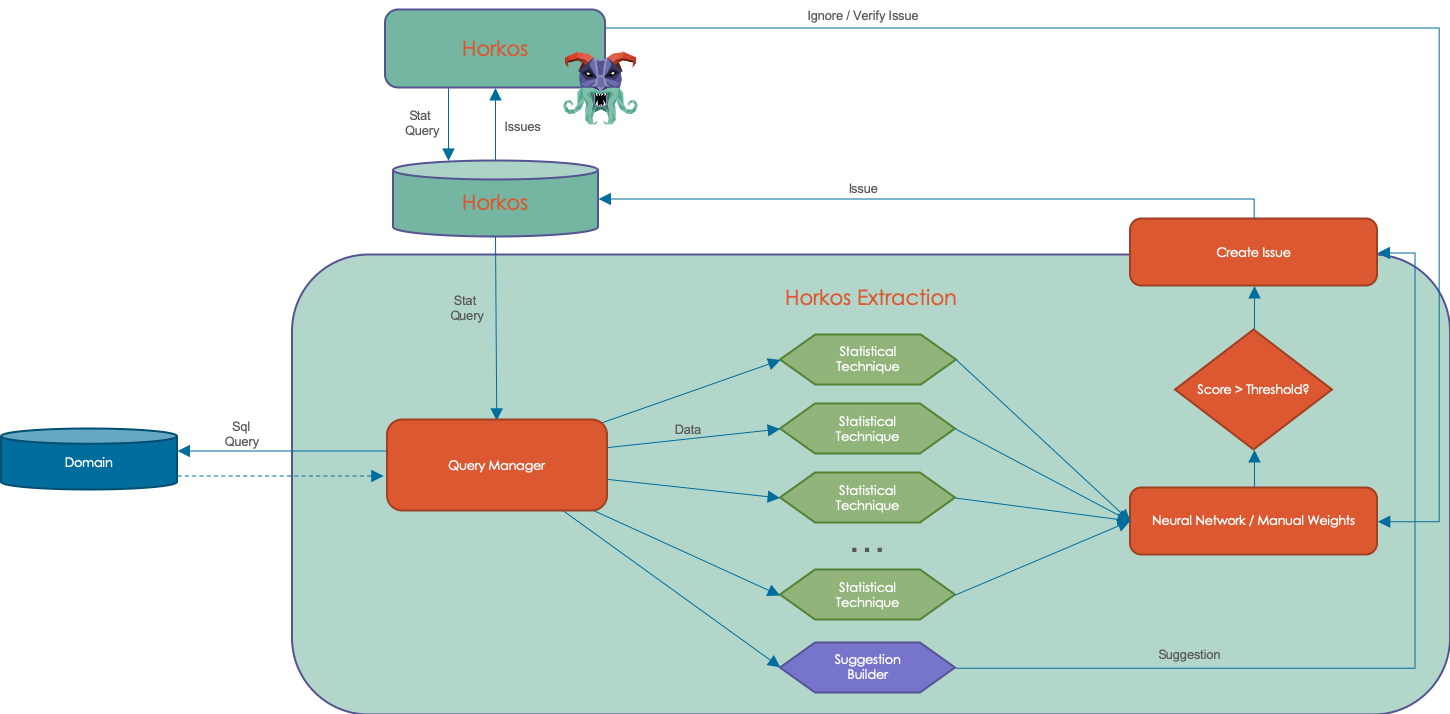 Ignore / Verify Issue
Horkos
Stat
Query
Issues
Horkos
Issue
Create Issue
Horkos Extraction
Stat
Query
Statistical
Technique
Score > Threshold?
Data
Statistical
Technique
Sql
Query
Domain
Query Manager
Statistical
Technique
Neural Network / Manual Weights
...
Statistical
Technique
Suggestion
Builder
Suggestion